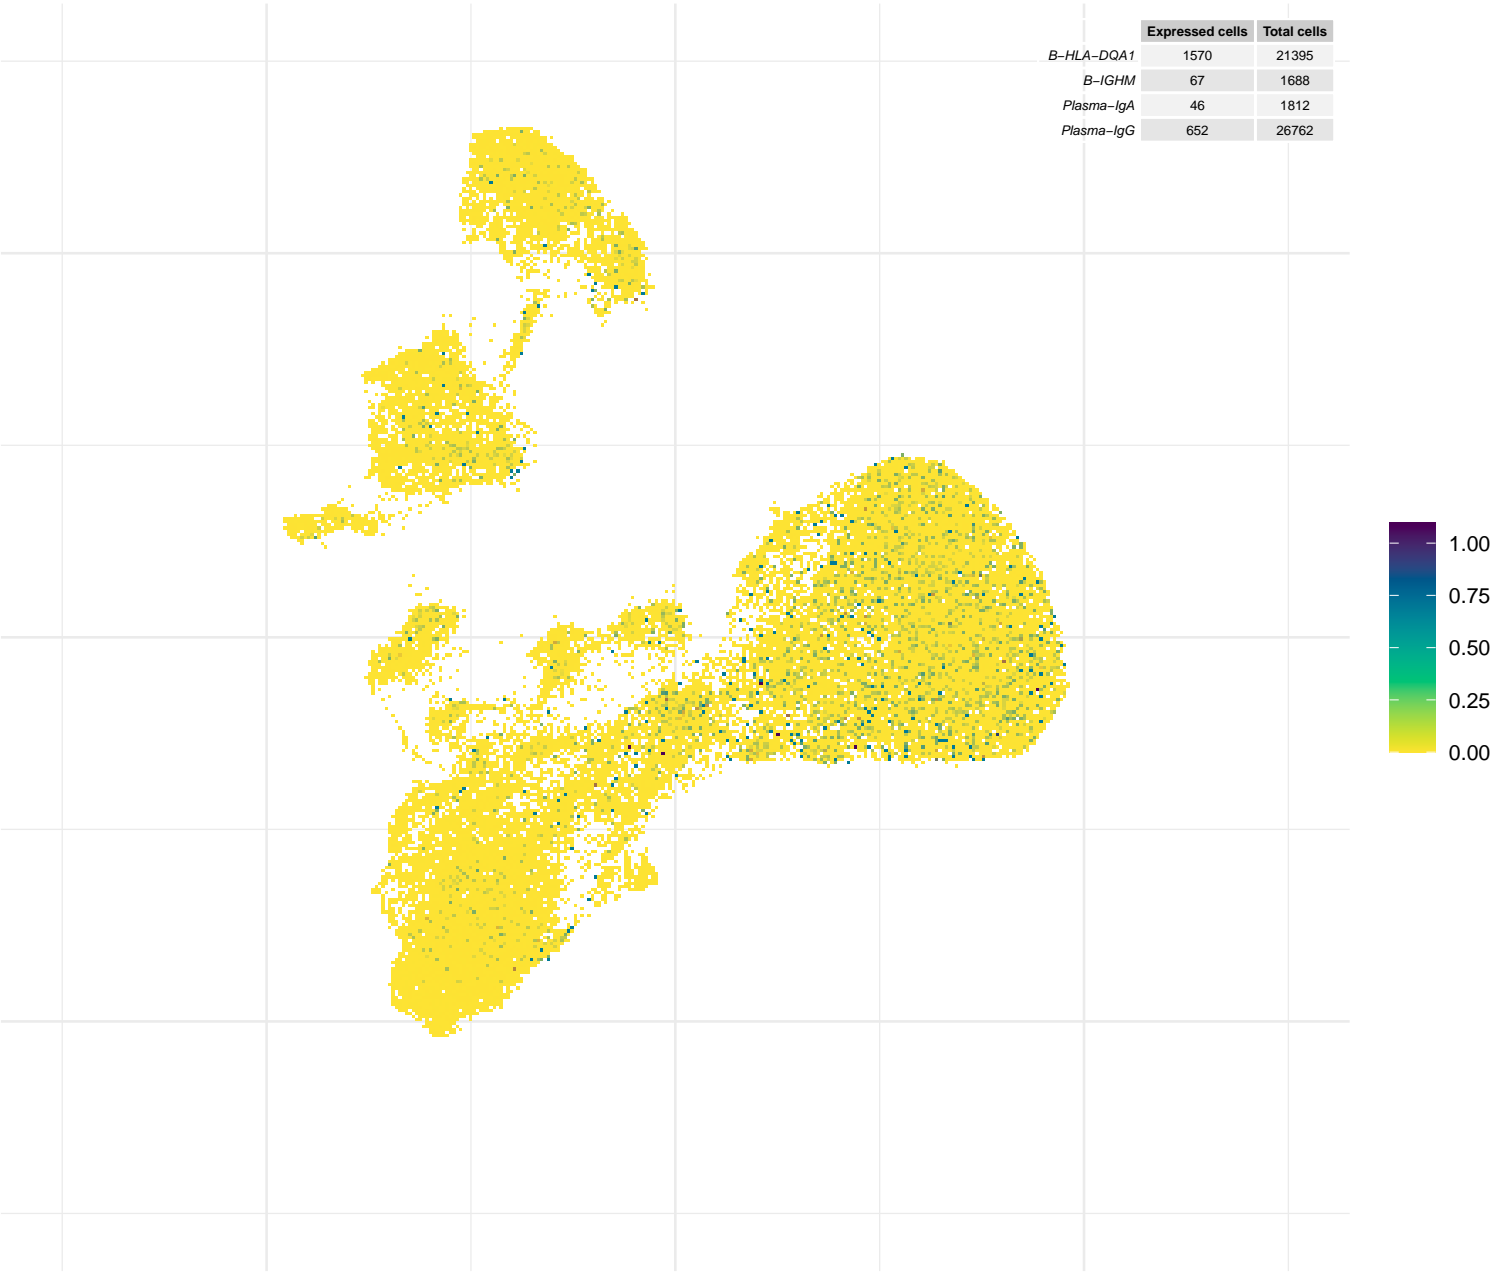 Expressed cells Total cells
B−HLA−DQA1 1570 21395
B−IGHM 67 1688
Plasma−IgA 46 1812
Plasma−IgG 652 26762
1.00
0.75
0.50
0.25
0.00